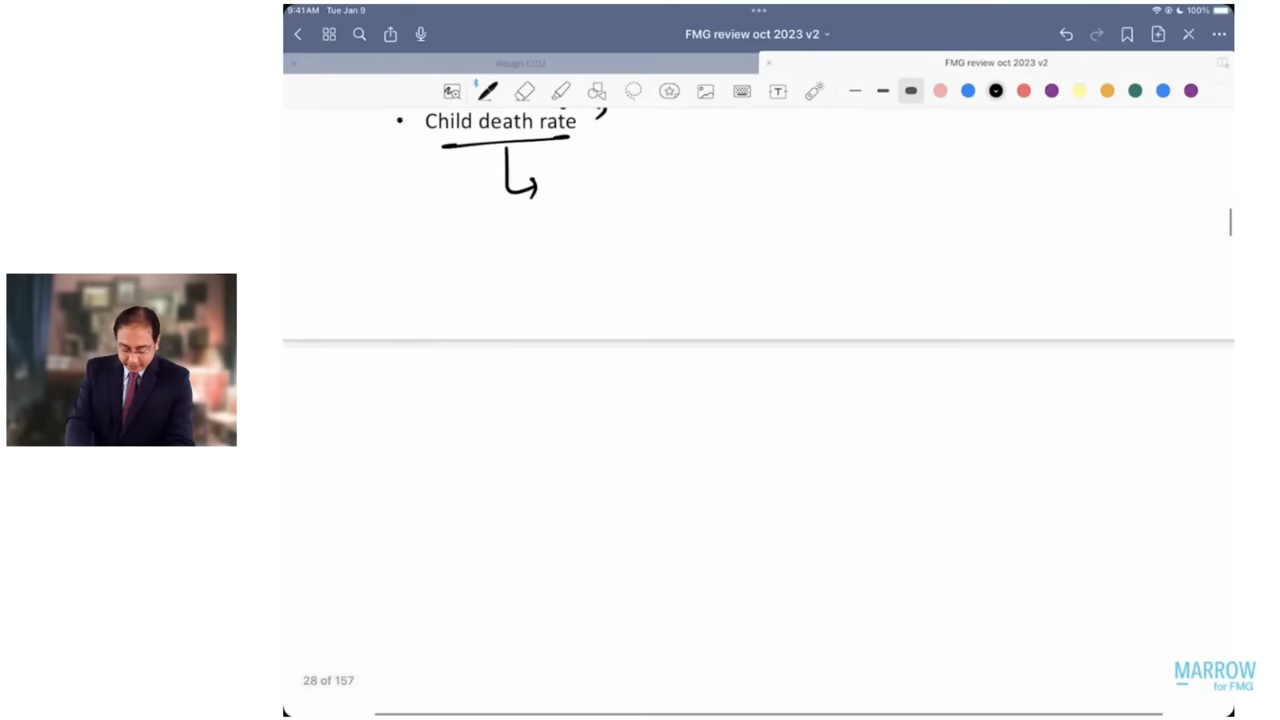 9:41 AM Tue Jan 9
100%
FMG review oct 2023 v2
Rough CCU
FMG review oct 2023 v2
• Child death rate
28 of 157
MARROW
for FMG